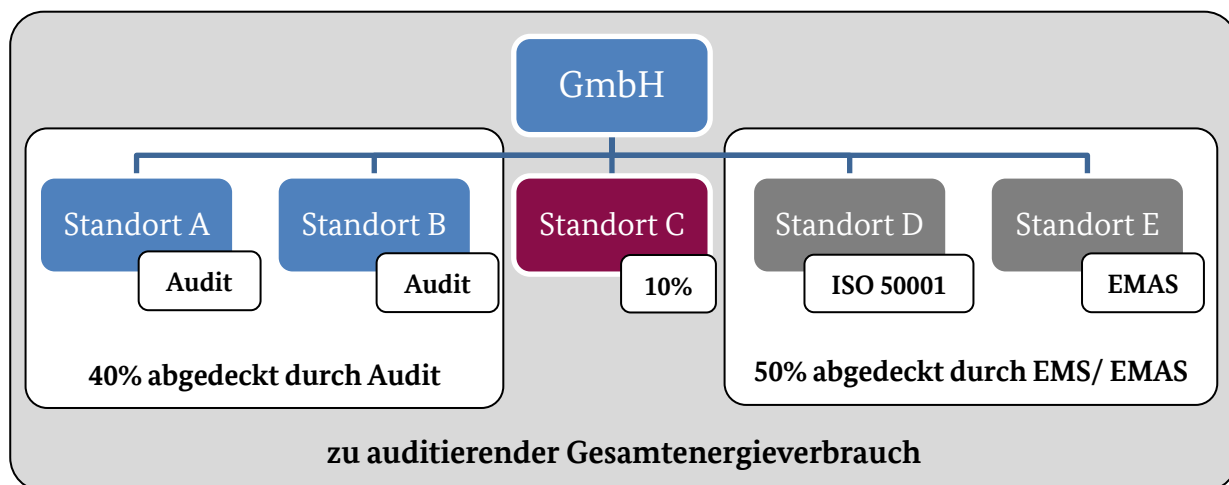 GmbH
Standort A
Standort B
Standort C
Standort D
Standort E
Audit
Audit
10%
ISO 50001
EMAS
40% abgedeckt durch Audit
50% abgedeckt durch EMS/ EMAS
zu auditierender Gesamtenergieverbrauch